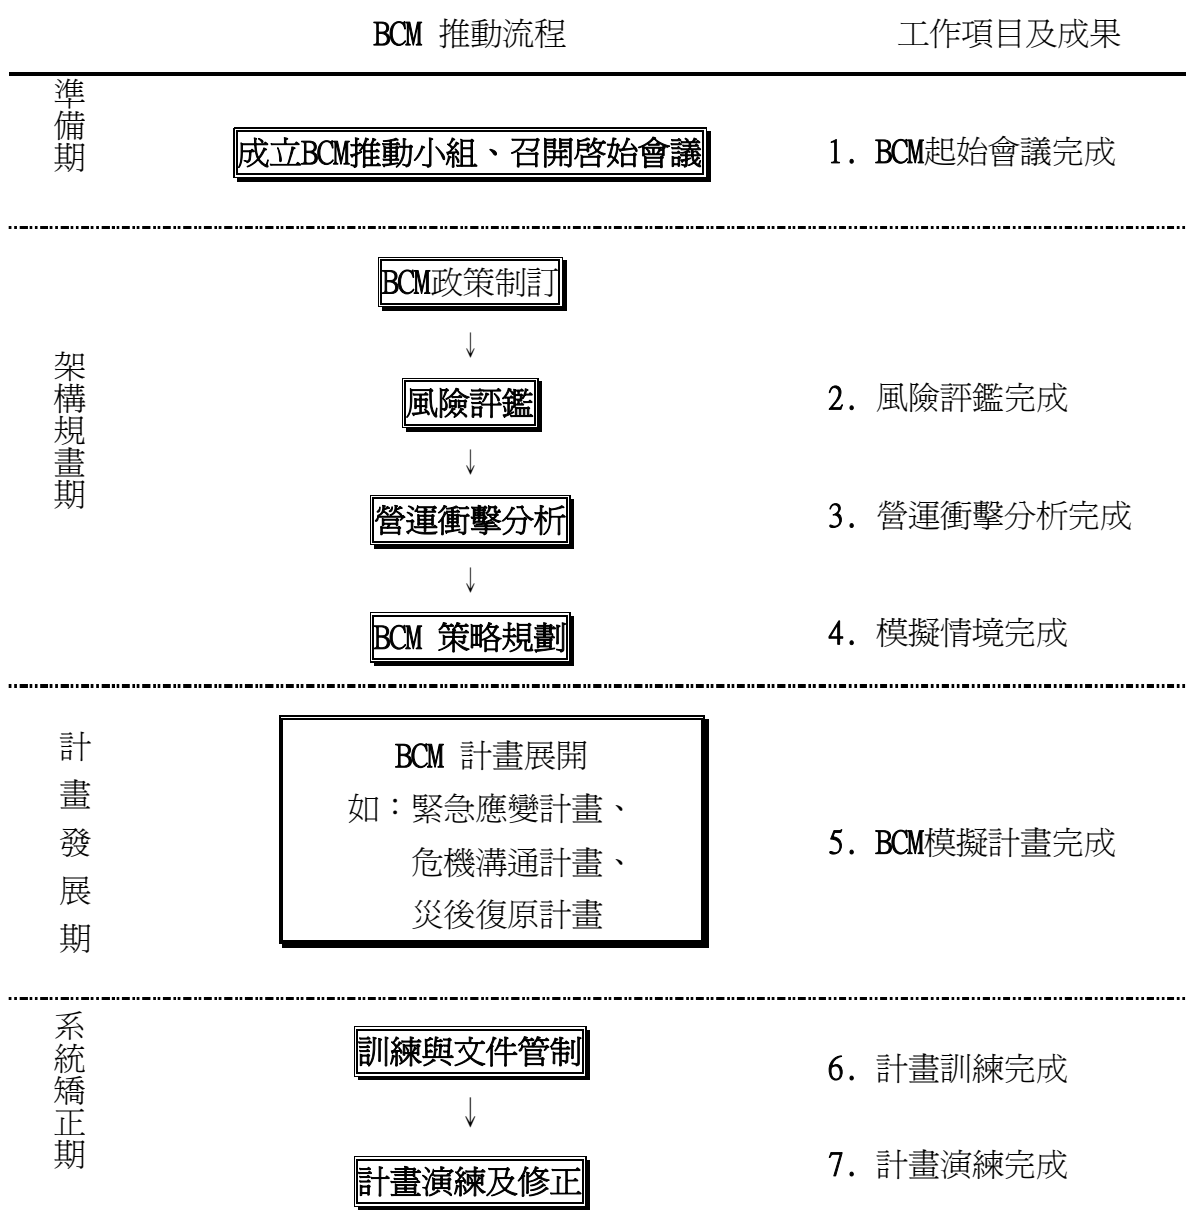 BCM 推動流程 工作項目及成果
準備期
成立BCM推動小組、召開啓始會議 1. BCM起始會議完成
架構規畫期
BCM政策制訂
↓
風險評鑑 2. 風險評鑑完成
↓
營運衝擊分析 3. 營運衝擊分析完成
↓
BCM 策略規劃 4. 模擬情境完成
計畫發展期
BCM 計畫展開
如：緊急應變計畫、
危機溝通計畫、
災後復原計畫
5. BCM模擬計畫完成
系統矯正期
訓練與文件管制 6. 計畫訓練完成
↓
計畫演練及修正 7. 計畫演練完成